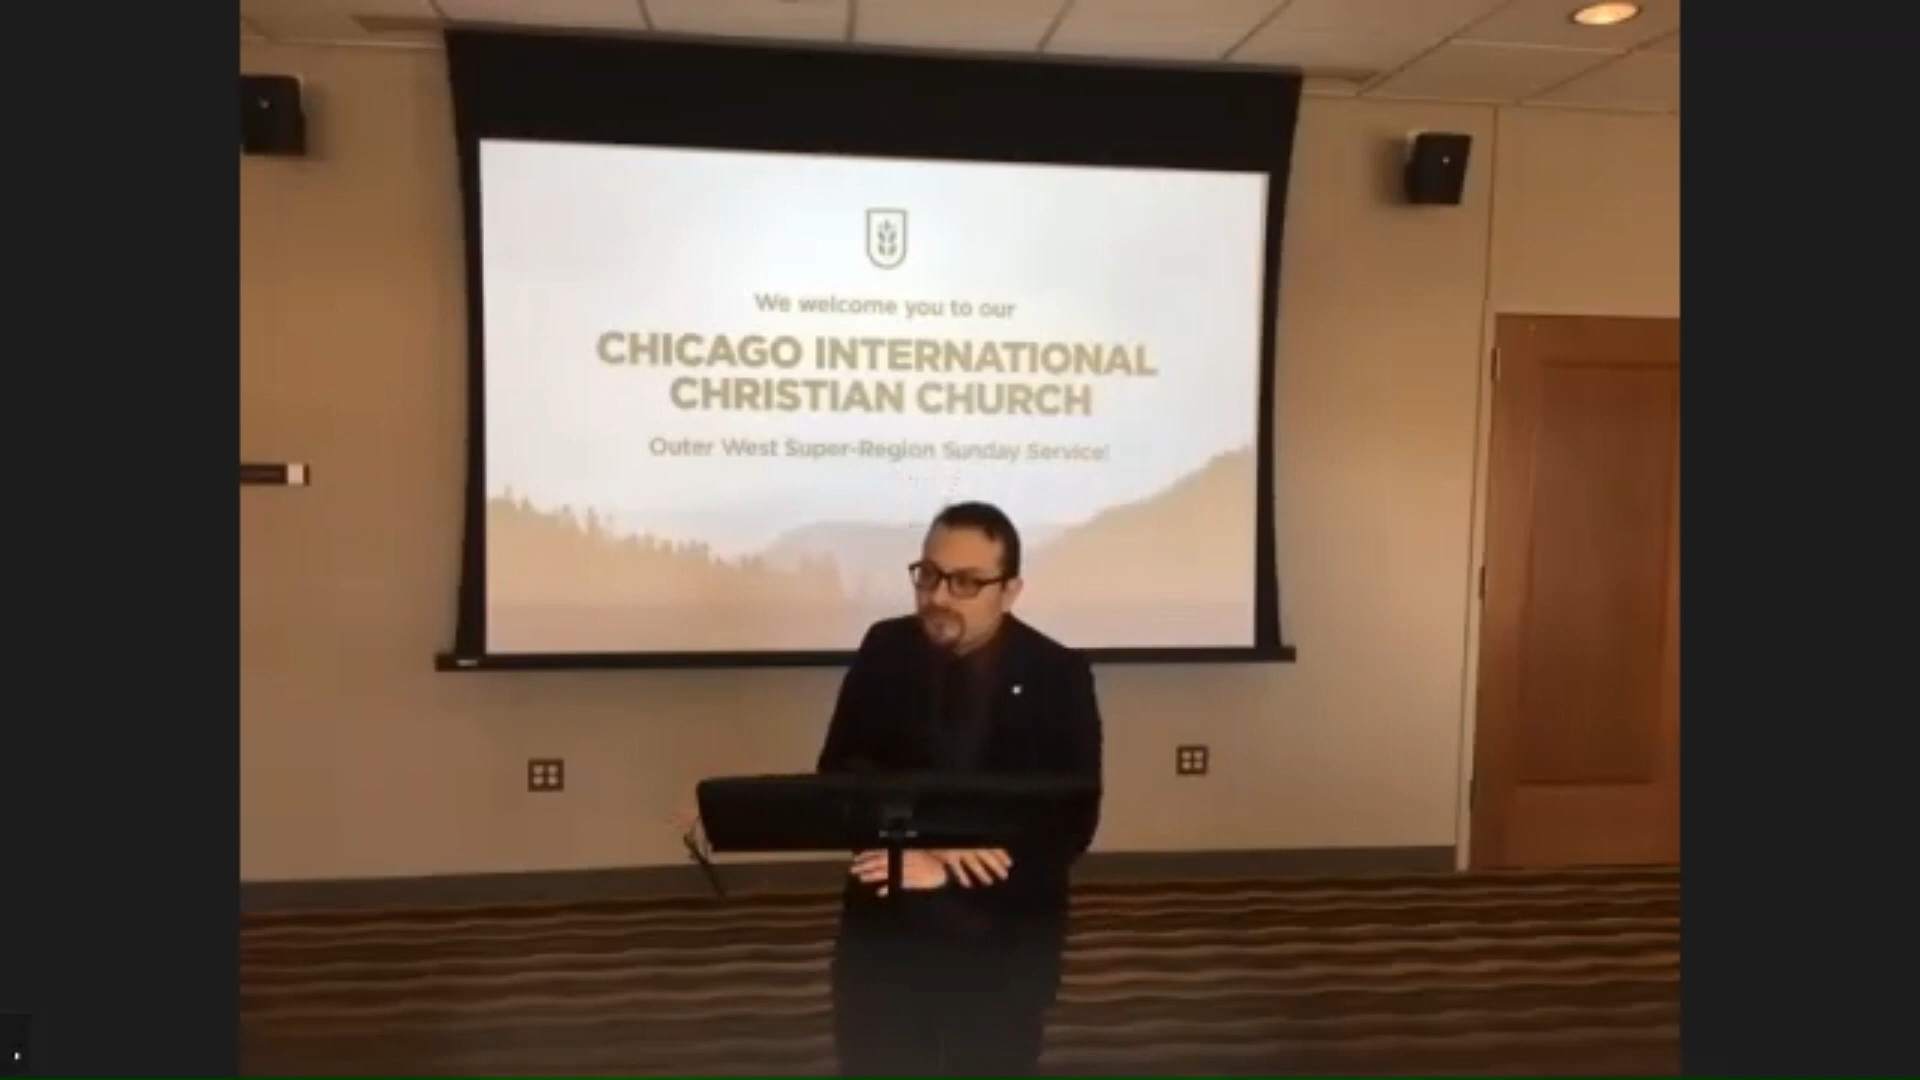 We welcome you to our
CHICAGO INTERNATIONAL
CHRISTIAN CHURCH
Outer West Super-Region Sunday Service!